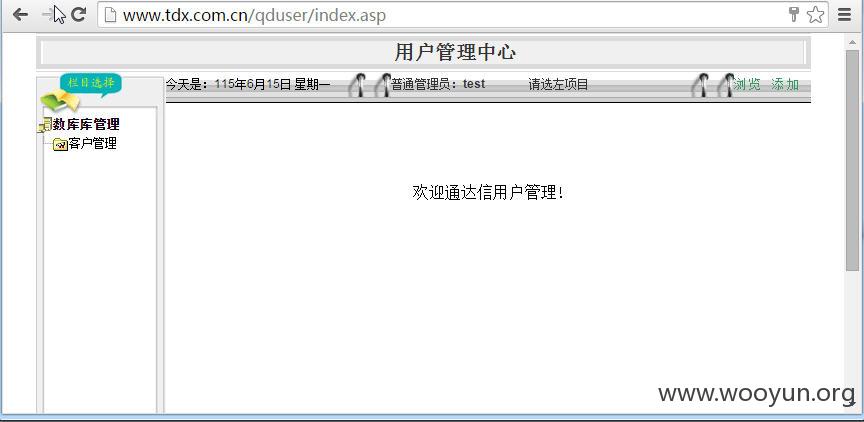 www.tdx.com.cn/qduser/index.asp
用户管理中心
栏目选择
今天是：115年6月15日 星期一 普通管理员：test 请选左项目 浏览 添加
数库库管理
客户管理
欢迎通达信用户管理！
www.wooyun.org